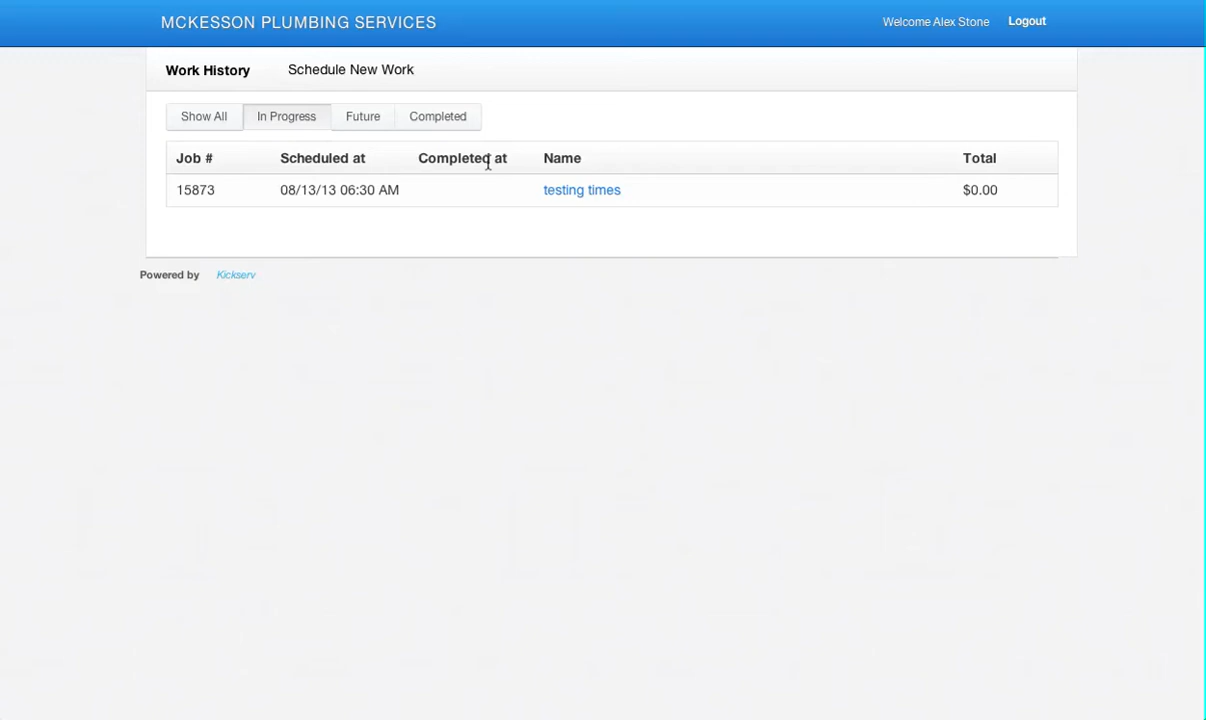 MCKESSON PLUMBING SERVICES Welcome Alex Stone Logout
Work History Schedule New Work
Show All In Progress Future Completed
Job # Scheduled at Completed at Name Total
15873 08/13/13 06:30 AM testing times $0.00
Powered by Kickserv